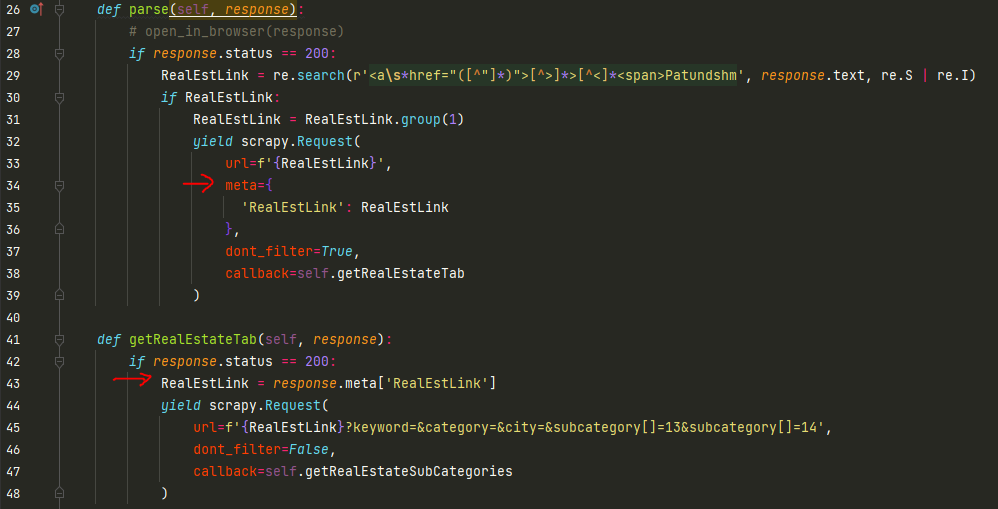 26 def parse(self, response):
27 # open_in_browser(response)
28 if response.status == 200:
29 RealEstLink = re.search(r'<a\s*href="([^"]*)">[^>]*>[^<]*<span>Patundshm', response.text, re.S | re.I)
30 if RealEstLink:
31 RealEstLink = RealEstLink.group(1)
32 yield scrapy.Request(
33 url=f'{RealEstLink}',
34 meta={
35 'RealEstLink': RealEstLink
36 },
37 dont_filter=True,
38 callback=self.getRealEstateTab
39 )
40
41 def getRealEstateTab(self, response):
42 if response.status == 200:
43 RealEstLink = response.meta['RealEstLink']
44 yield scrapy.Request(
45 url=f'{RealEstLink}?keyword=&category=&city=&subcategory[]=13&subcategory[]=14',
46 dont_filter=False,
47 callback=self.getRealEstateSubCategories
48 )